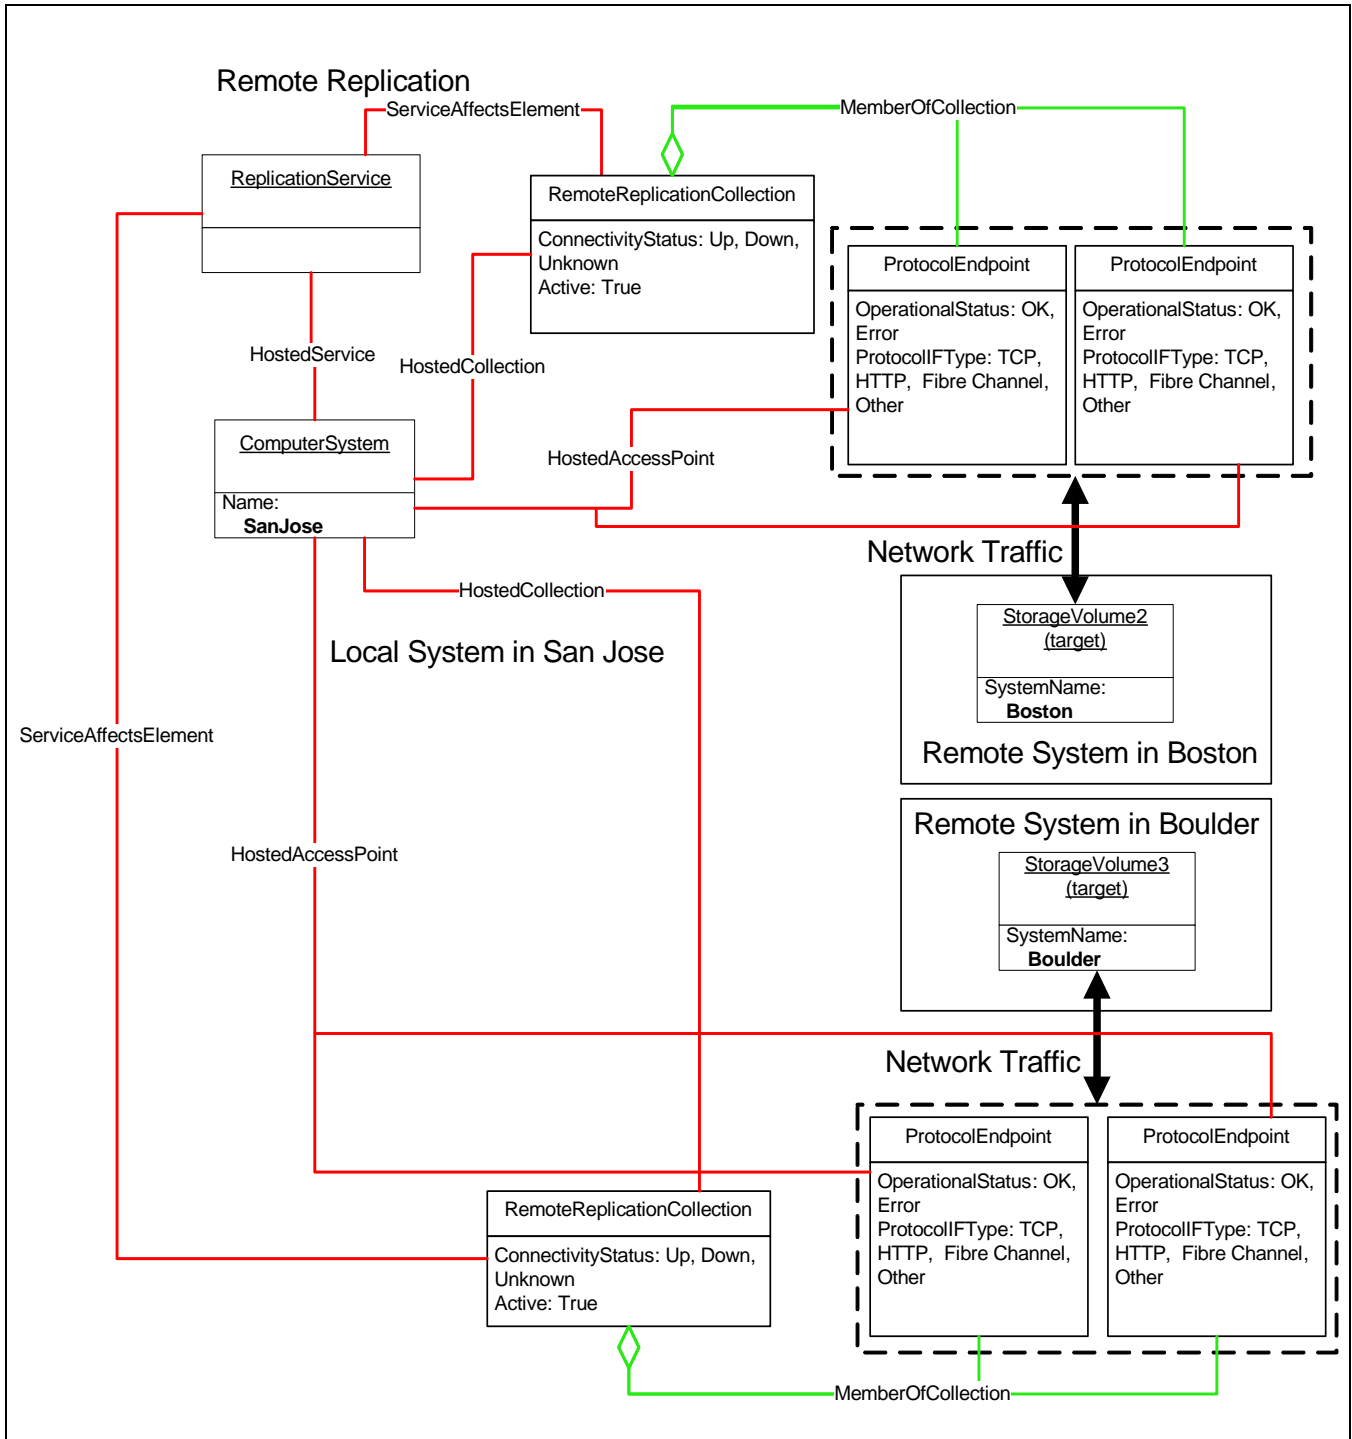 Remote Replication
ServiceAffectsElement
MemberOfCollection
ReplicationService
RemoteReplicationCollection
ConnectivityStatus: Up, Down,
Unknown
Active: True
ProtocolEndpoint
OperationalStatus: OK,
Error
ProtocolIFType: TCP,
HTTP,  Fibre Channel,
Other
ProtocolEndpoint
OperationalStatus: OK,
Error
ProtocolIFType: TCP,
HTTP,  Fibre Channel,
Other
HostedService
HostedCollection
ComputerSystem
Name:
SanJose
HostedAccessPoint
Network Traffic
HostedCollection
Local System in San Jose
StorageVolume2
(target)
SystemName:
Boston
Remote System in Boston
ServiceAffectsElement
Remote System in Boulder
StorageVolume3
(target)
SystemName:
Boulder
HostedAccessPoint
Network Traffic
ProtocolEndpoint
OperationalStatus: OK,
Error
ProtocolIFType: TCP,
HTTP,  Fibre Channel,
Other
ProtocolEndpoint
OperationalStatus: OK,
Error
ProtocolIFType: TCP,
HTTP,  Fibre Channel,
Other
RemoteReplicationCollection
ConnectivityStatus: Up, Down,
Unknown
Active: True
MemberOfCollection